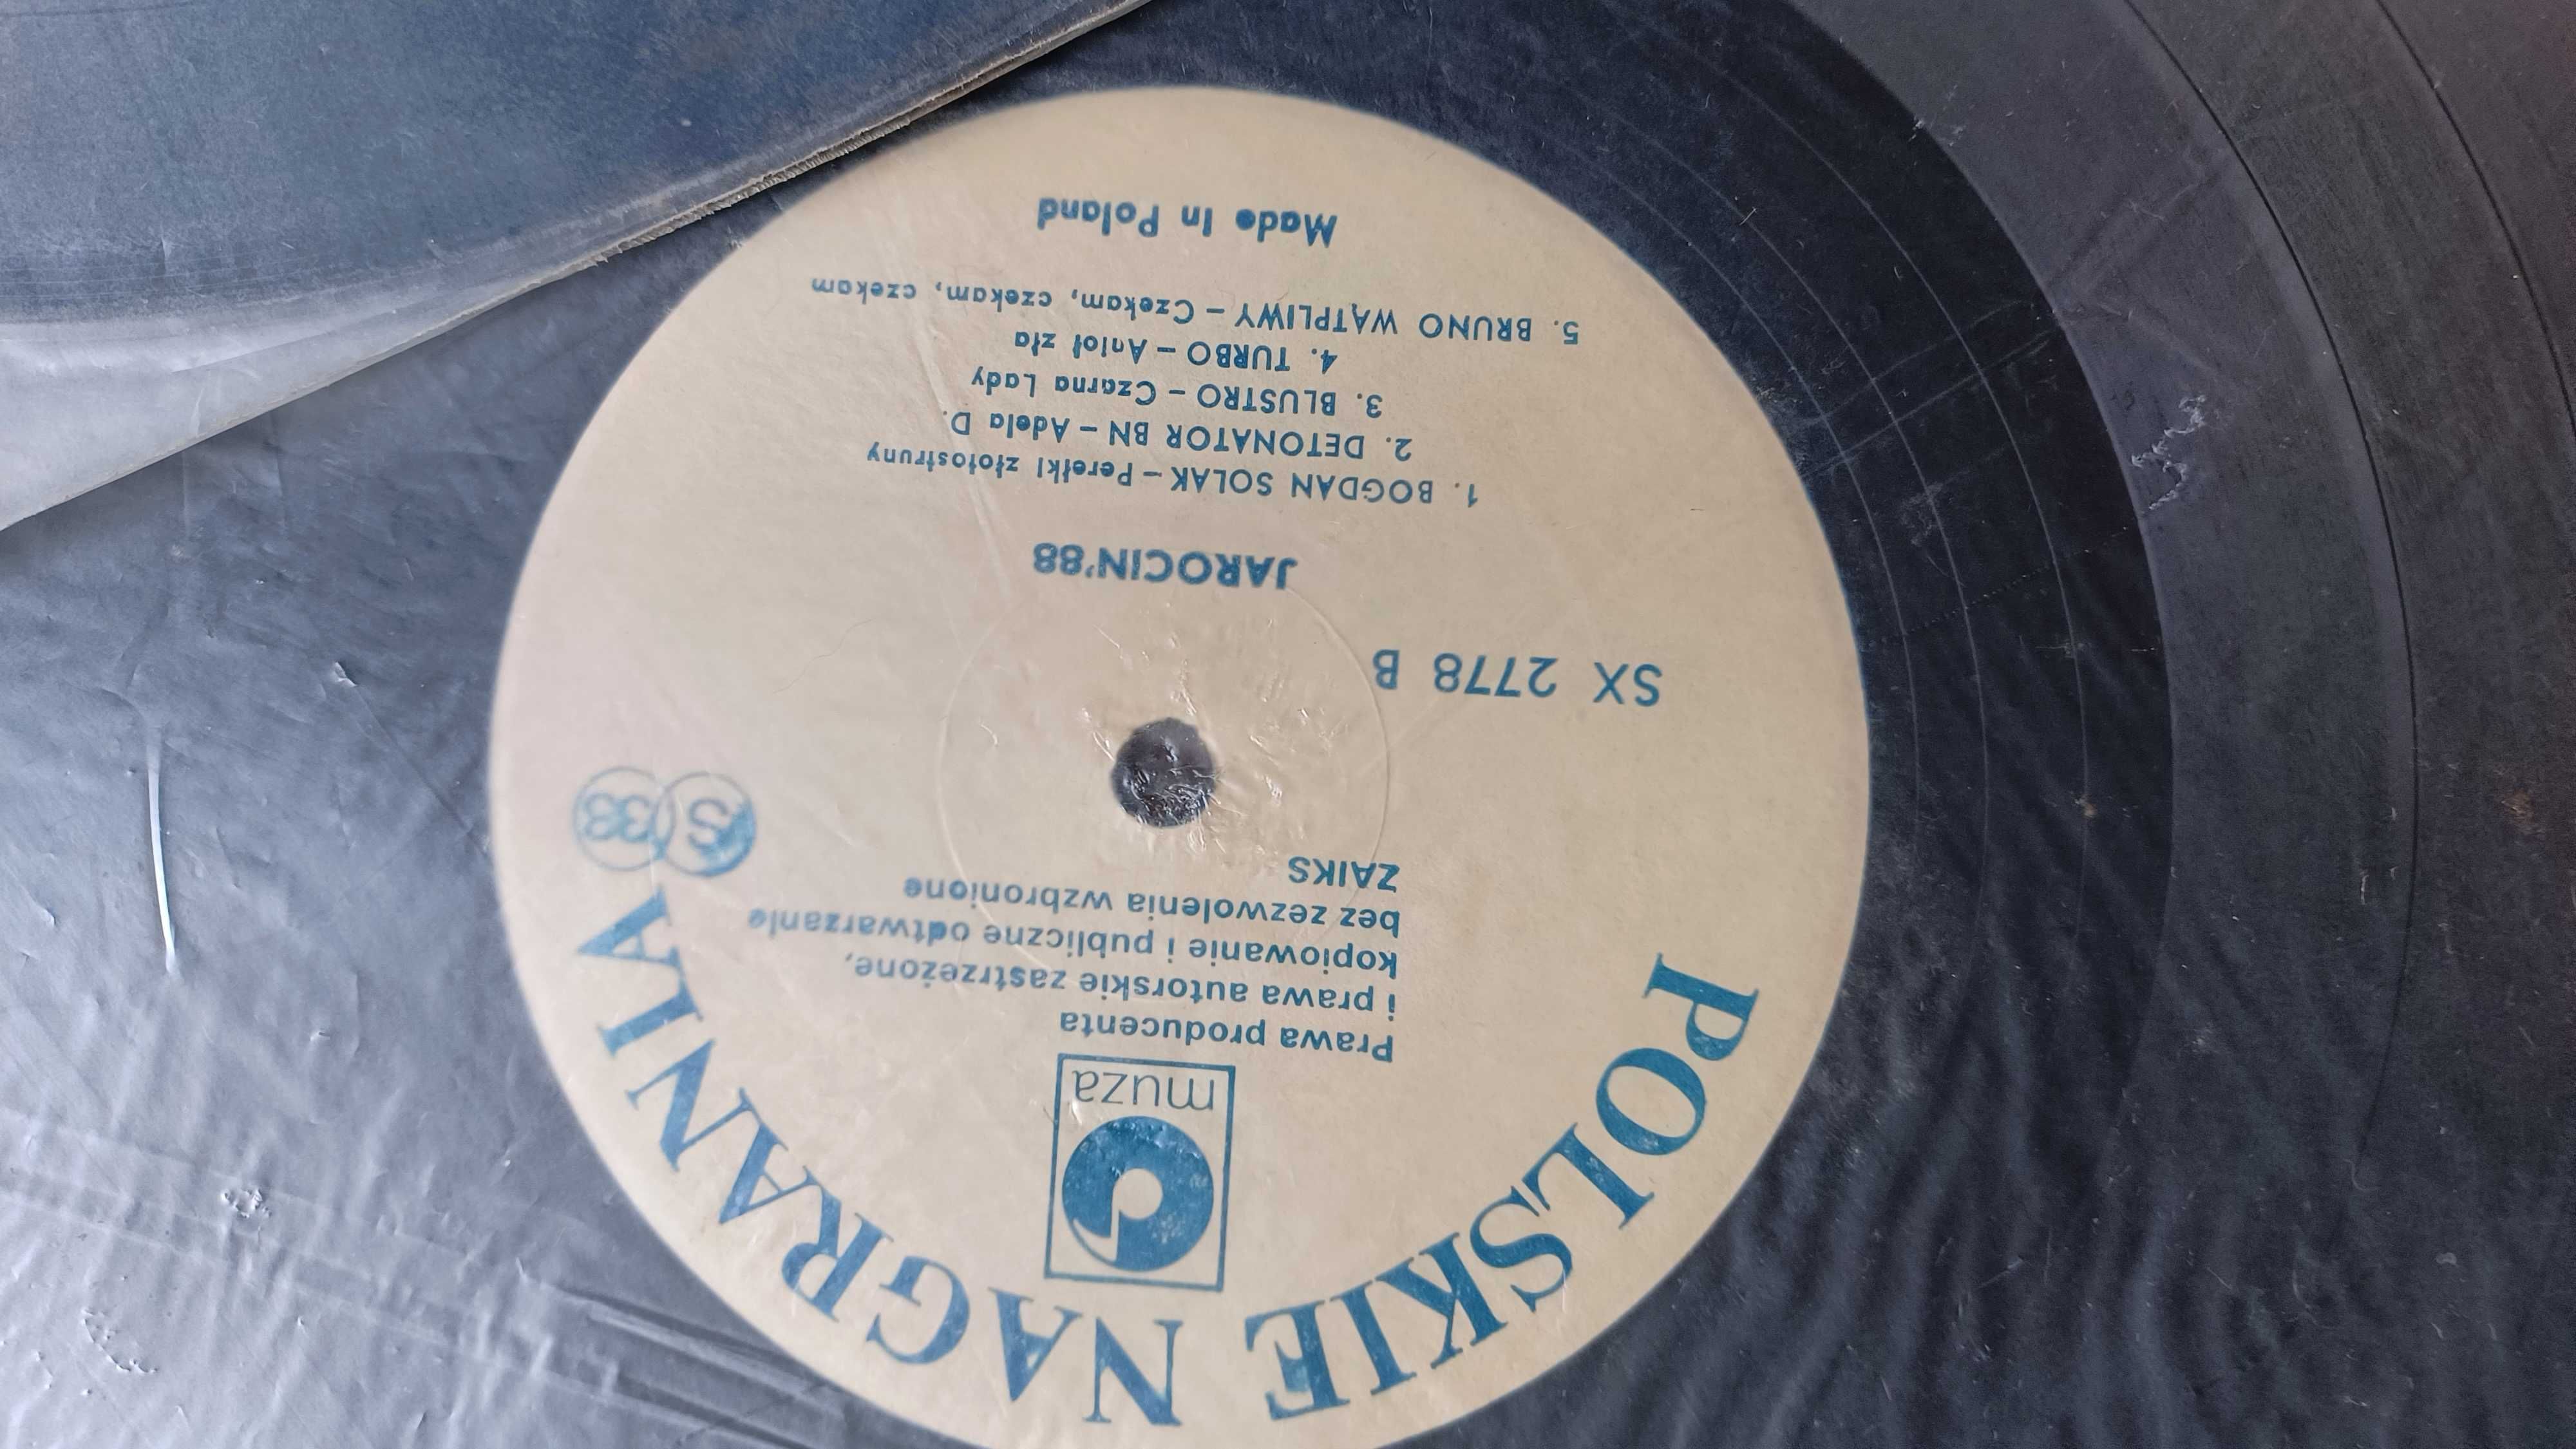 POLSKIE NAGRANIA
muza
Prawa producenta
i prawa autorskie zastrzeżone,
kopiowanie i publiczne odtwarzanie
bez zezwolenia wzbronione
ZAIKS
S 33
SX 2778 B
JAROCIN'88
1. BOGDAN SOLAK – Perełki złotostruny
2. DETONATOR BN – Adela D.
3. BLUSTRO – Czarna Lady
4. TURBO – Anioł zła
5. BRUNO WĄTPLIWY – Czekam, czekam, czekam
Made In Poland